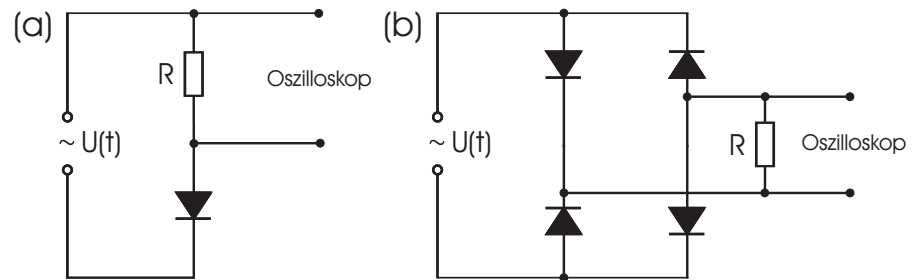 (a)
R
Oszilloskop
~ U(t)
(b)
~ U(t)
R
Oszilloskop